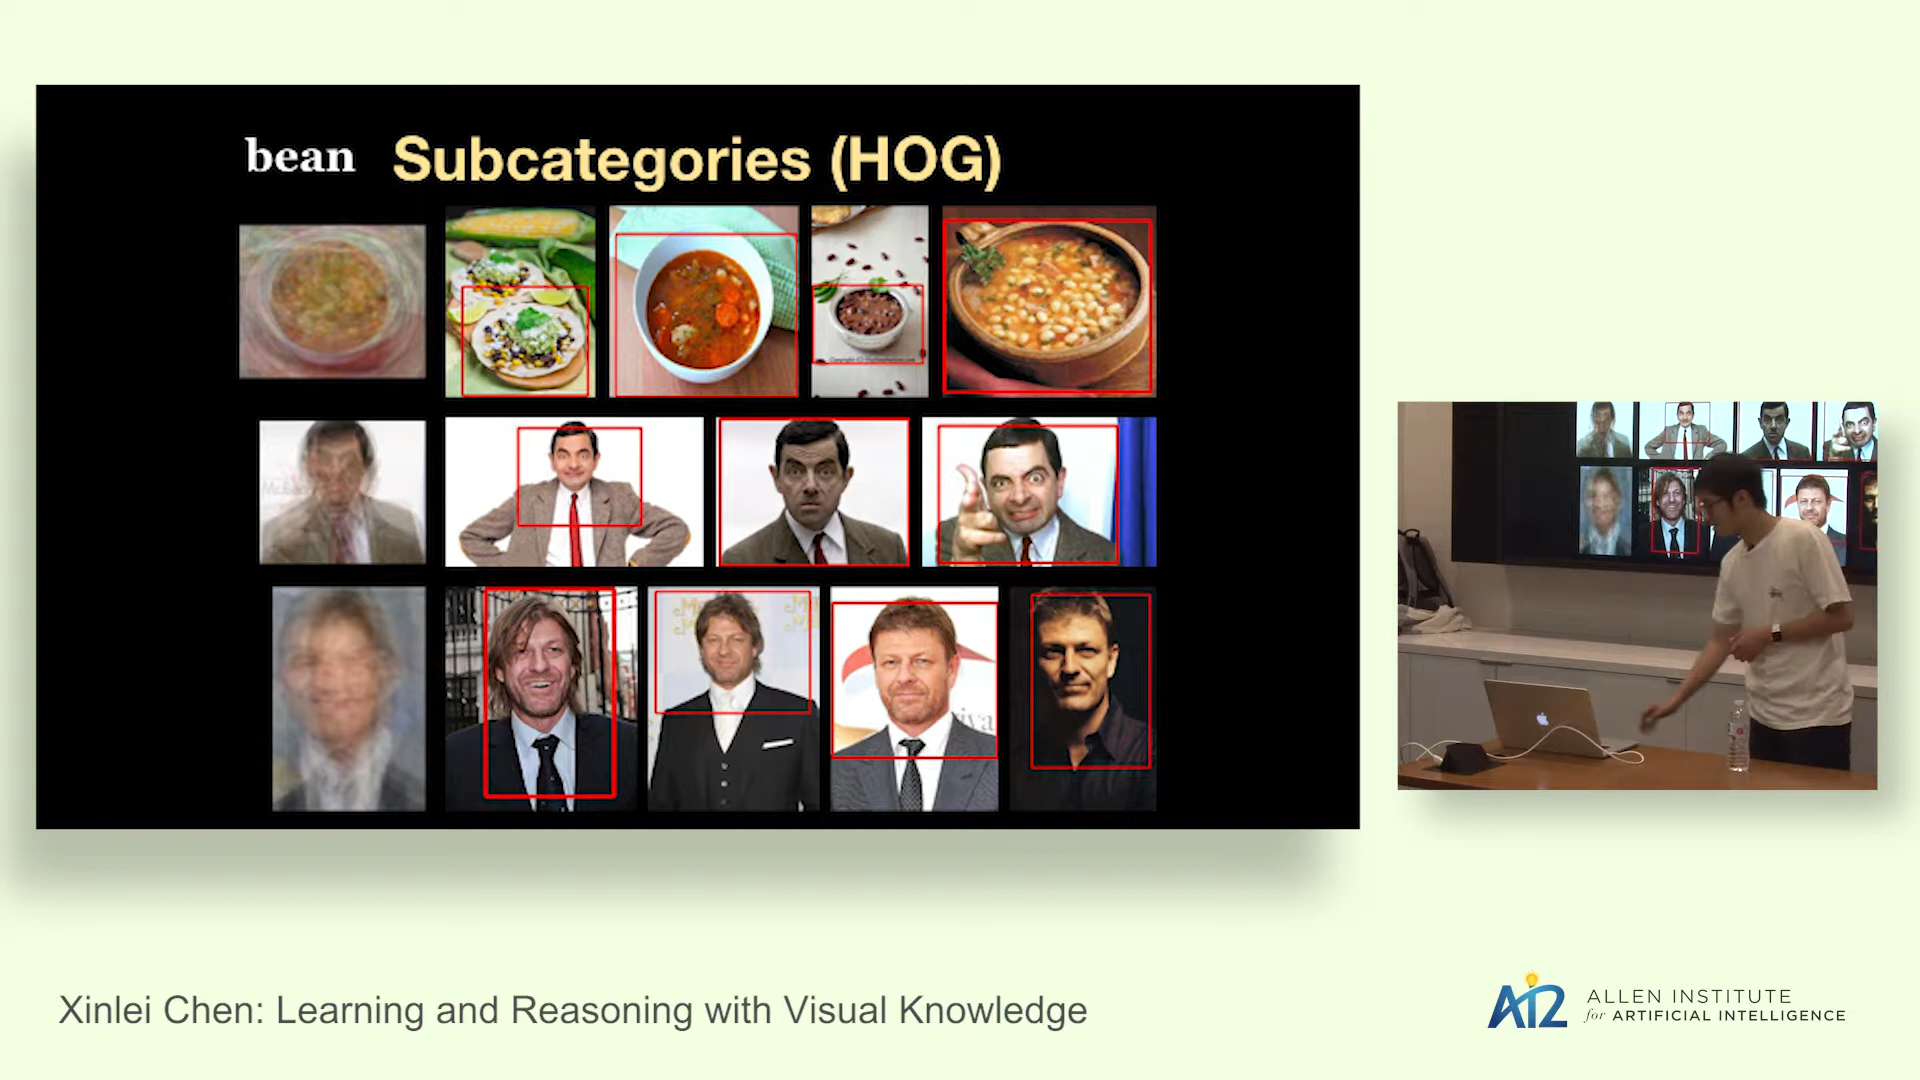 bean Subcategories (HOG)
Xinlei Chen: Learning and Reasoning with Visual Knowledge
AI2 ALLEN INSTITUTE
for ARTIFICIAL INTELLIGENCE